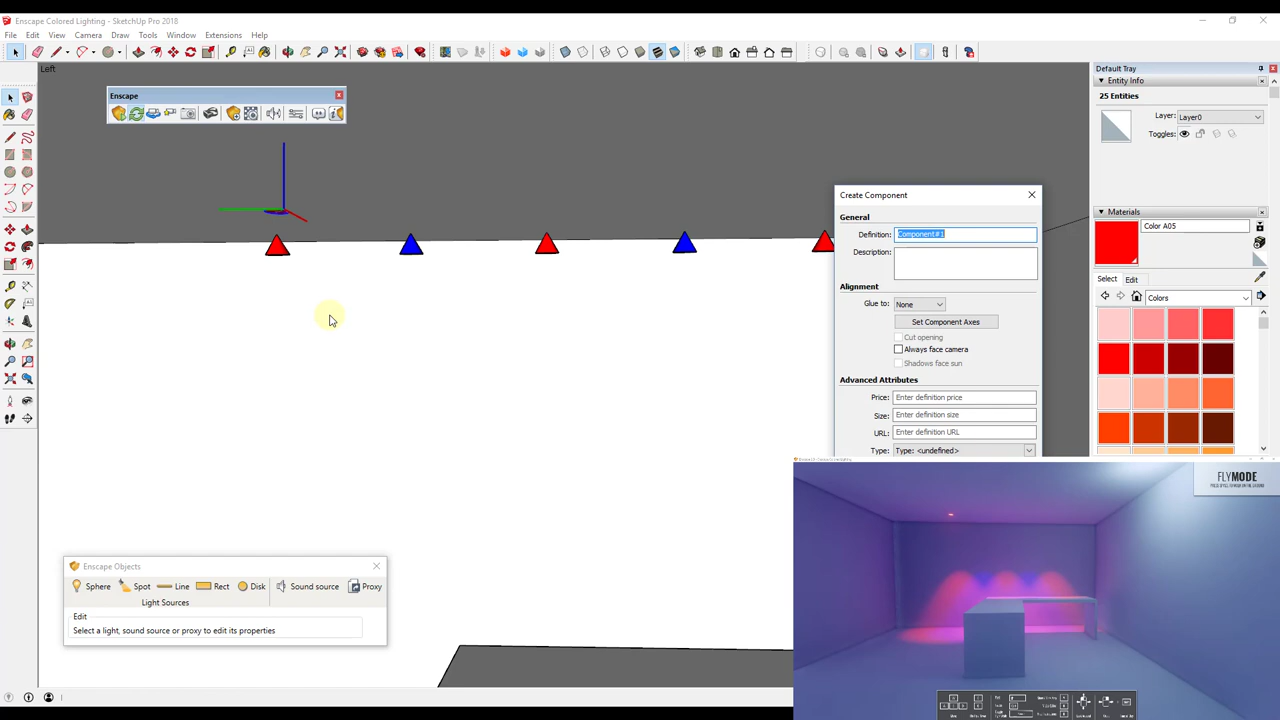 Enscape Colored Lighting - SketchUp Pro 2018
File Edit View Camera Draw Tools Window Extensions Help
Left
Enscape
Default Tray
Entity Info
25 Entities
Layer: Layer0
Toggles:
Materials
Color A05
Select Edit
Colors
Create Component
General
Definition: Component#1
Description:
Alignment
Glue to: None
Set Component Axes
Cut opening
Always face camera
Shadows face sun
Advanced Attributes
Price: Enter definition price
Size: Enter definition size
URL: Enter definition URL
Type: Type: <undefined>
FLYMODE
Enscape Objects
Sphere Spot Line Rect Disk Sound source Proxy
Light Sources
Edit
Select a light, sound source or proxy to edit its properties